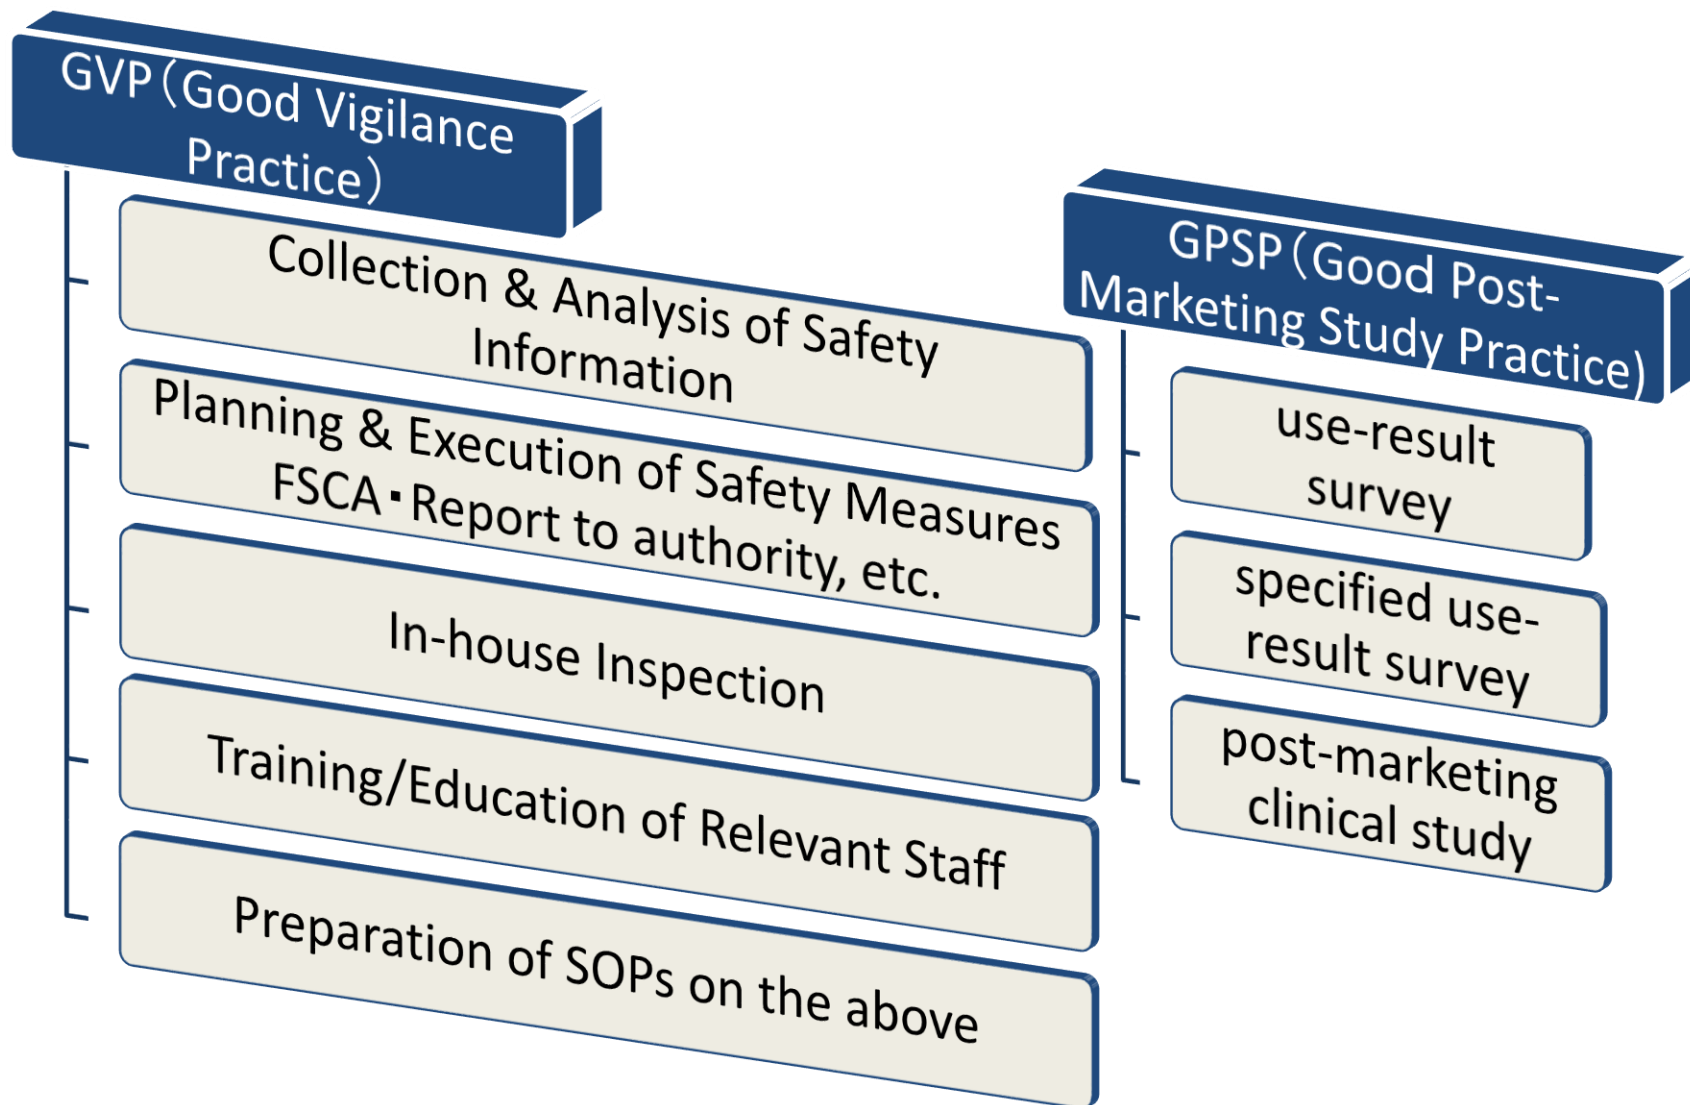 GVP（Good Vigilance
Practice）
Collection & Analysis of Safety
Information
Planning & Execution of Safety Measures
FSCA・Report to authority, etc.
In-house Inspection
Training/Education of Relevant Staff
Preparation of SOPs on the above
GPSP（Good Post-
Marketing Study Practice)
use-result
survey
specified use-
result survey
post-marketing
clinical study